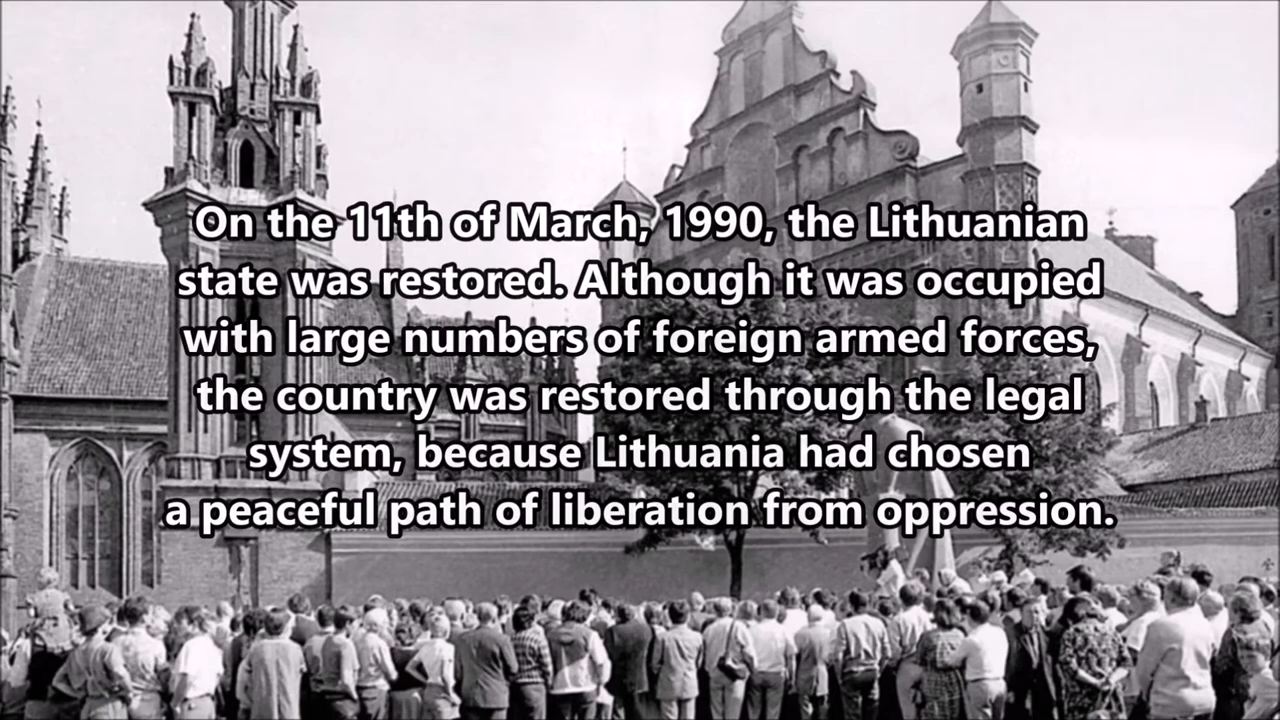 On the 11th of March, 1990, the Lithuanian
state was restored. Although it was occupied
with large numbers of foreign armed forces,
the country was restored through the legal
system, because Lithuania had chosen
a peaceful path of liberation from oppression.